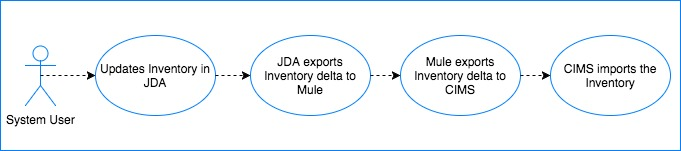 Updates Inventory in
JDA
JDA exports
Inventory delta to
Mule
Mule exports
Inventory delta to
CIMS
CIMS imports the
Inventory
System User